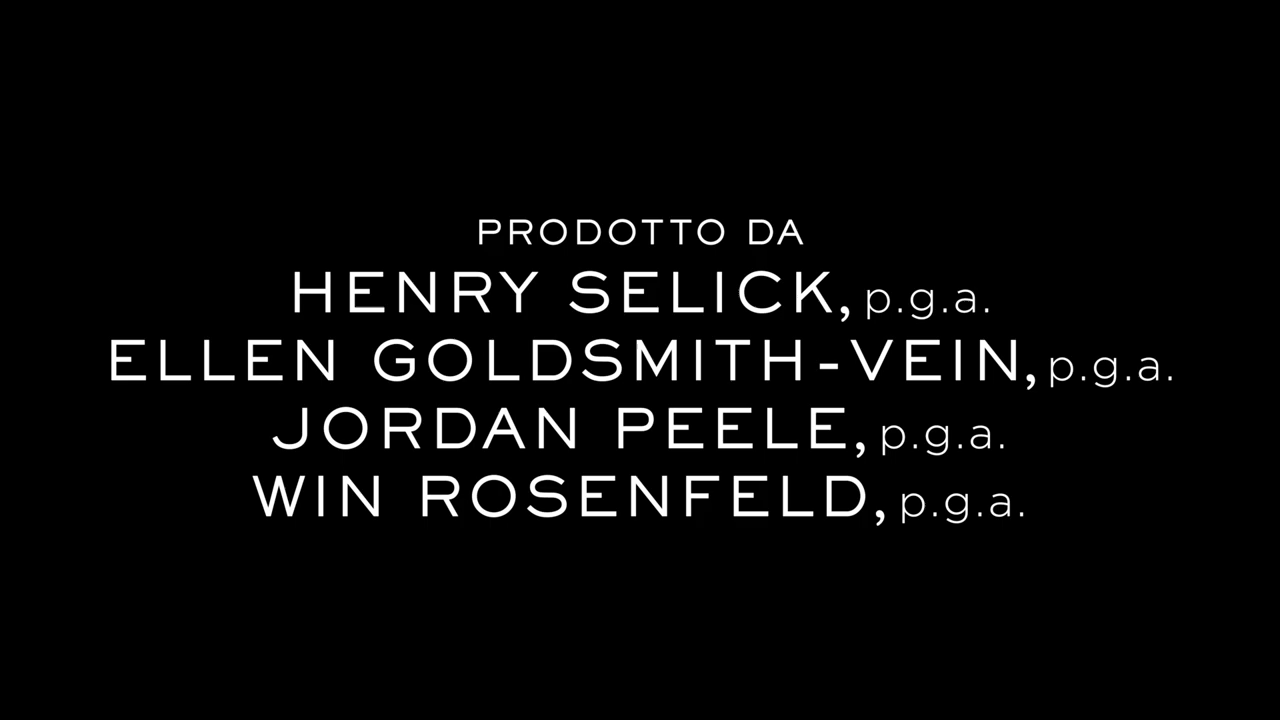 PRODOTTO DA
HENRY SELICK, p.g.a.
ELLEN GOLDSMITH-VEIN, p.g.a.
JORDAN PEELE, p.g.a.
WIN ROSENFELD, p.g.a.